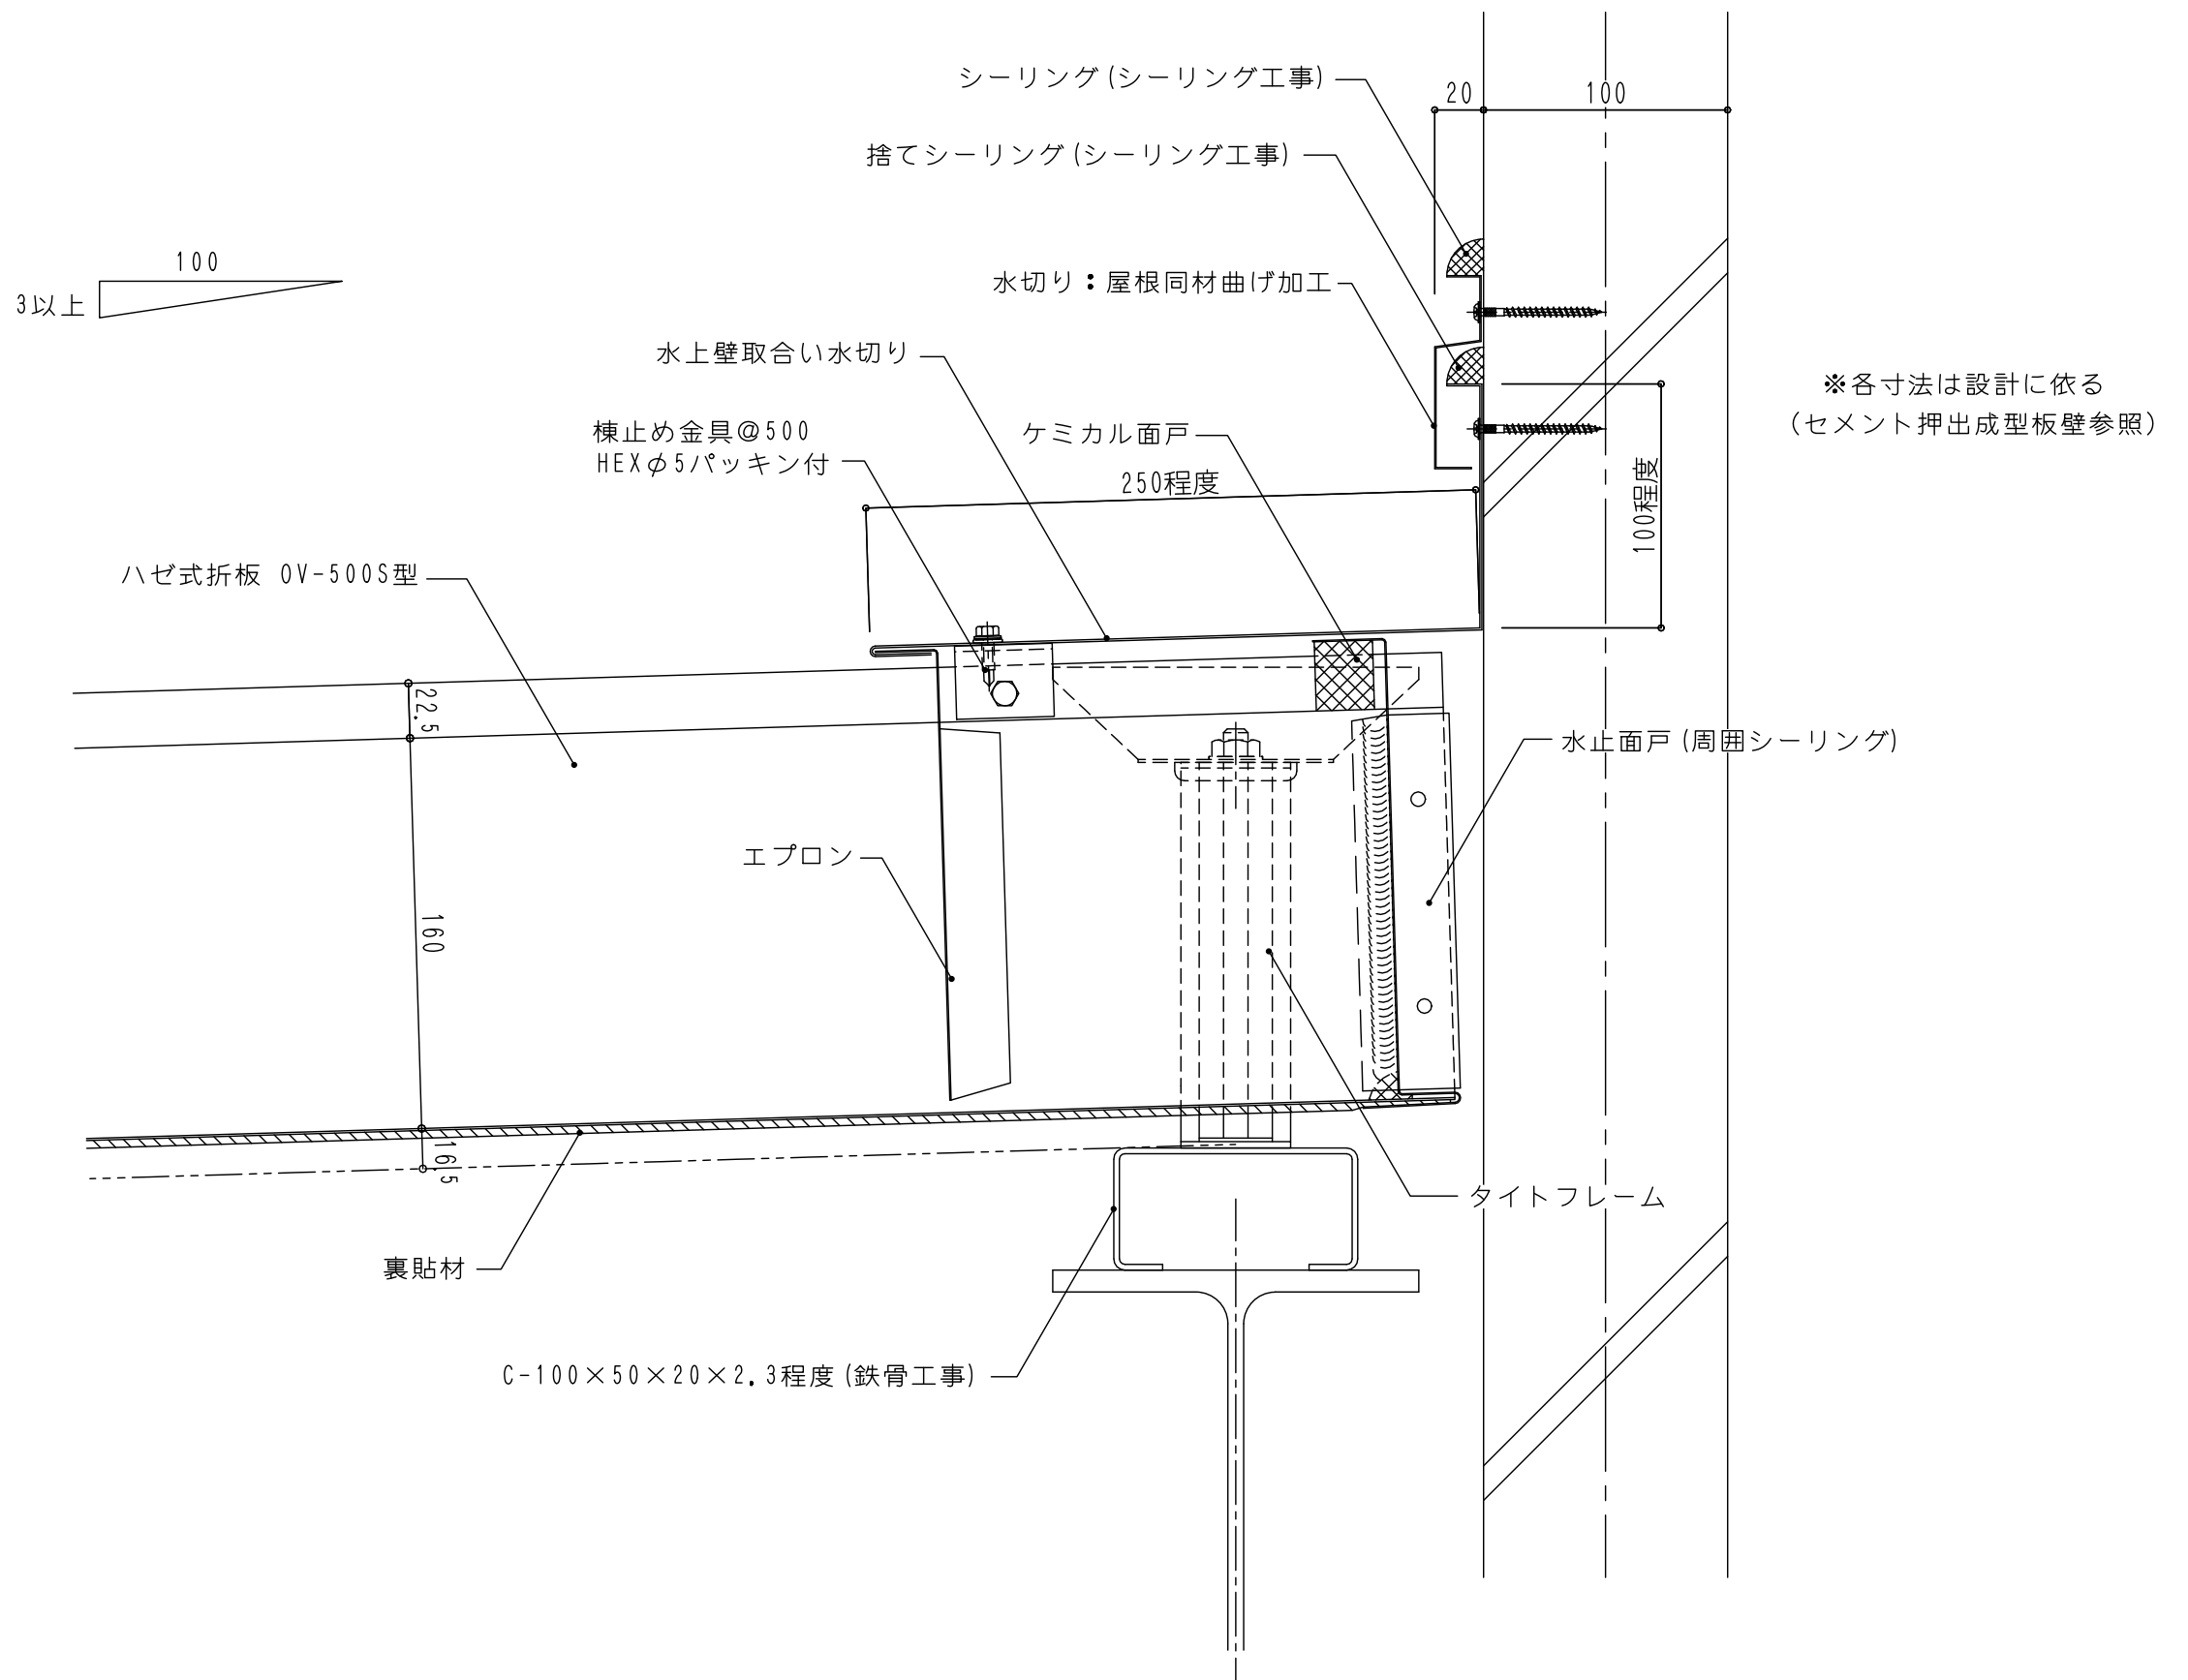 シーリング(シーリング工事)
20
100
捨てシーリング(シーリング工事)
100
3以上
水切り：屋根同材曲げ加工
水上壁取合い水切り
※各寸法は設計に依る
(セメント押出成型板壁参照)
棟止め金具@500
HEXφ5パッキン付
ケミカル面戸
250程度
100程度
ハゼ式折板 OV-500S型
22.5
水止面戸(周囲シーリング)
エプロン
160
16.5
タイトフレーム
裏貼材
C-100×50×20×2.3程度(鉄骨工事)